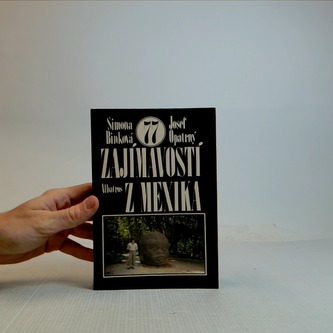 Simona Binková
77
Josef Opatrný
ZAJÍMAVOSTÍ
Albatros
Z MEXIKA